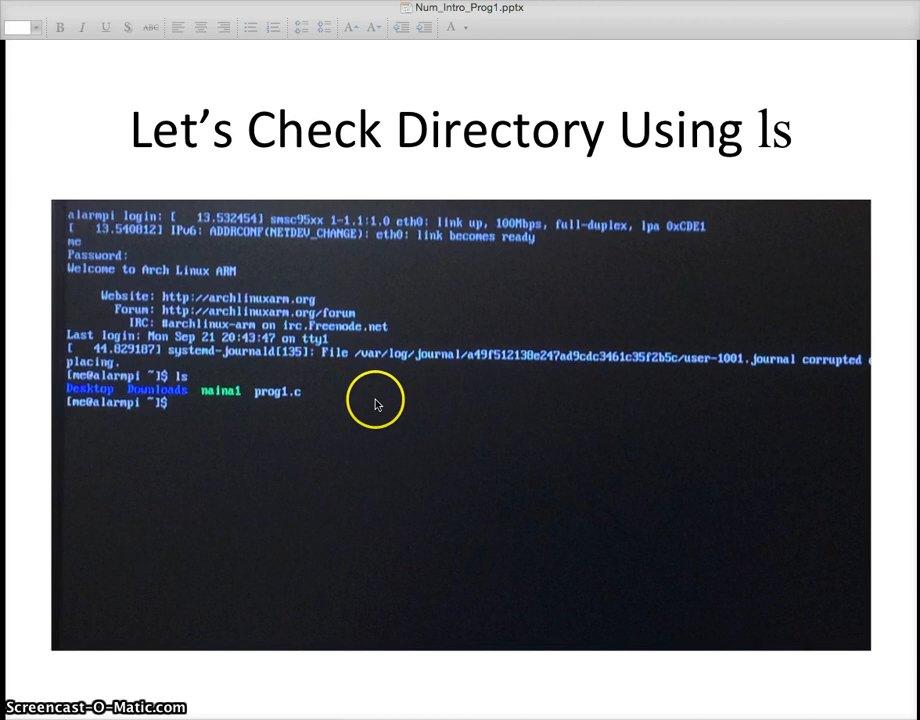 Num_Intro_Prog1.pptx
B I U S ABC A A A
Let's Check Directory Using ls
alarmpi login: [   13.532454] smsc95xx 1-1.1:1.0 eth0: link up, 100Mbps, full-duplex, lpa 0xCDE1
[   13.540812] IPv6: ADDRCONF(NETDEV_CHANGE): eth0: link becomes ready
me
Password:
Welcome to Arch Linux ARM
Website: http://archlinuxarm.org
Forum: http://archlinuxarm.org/forum
IRC: #archlinux-arm on irc.Freenode.net
Last login: Mon Sep 21 20:43:47 on tty1
[   44.829187] systemd-journald[135]: File /var/log/journal/a49f512138e247ad9cdc3461c35f2b5c/user-1001.journal corrupted
placing.
[me@alarmpi ~]$ ls
Desktop Downloads naina1 prog1.c
[me@alarmpi ~]$
Screencast-O-Matic.com